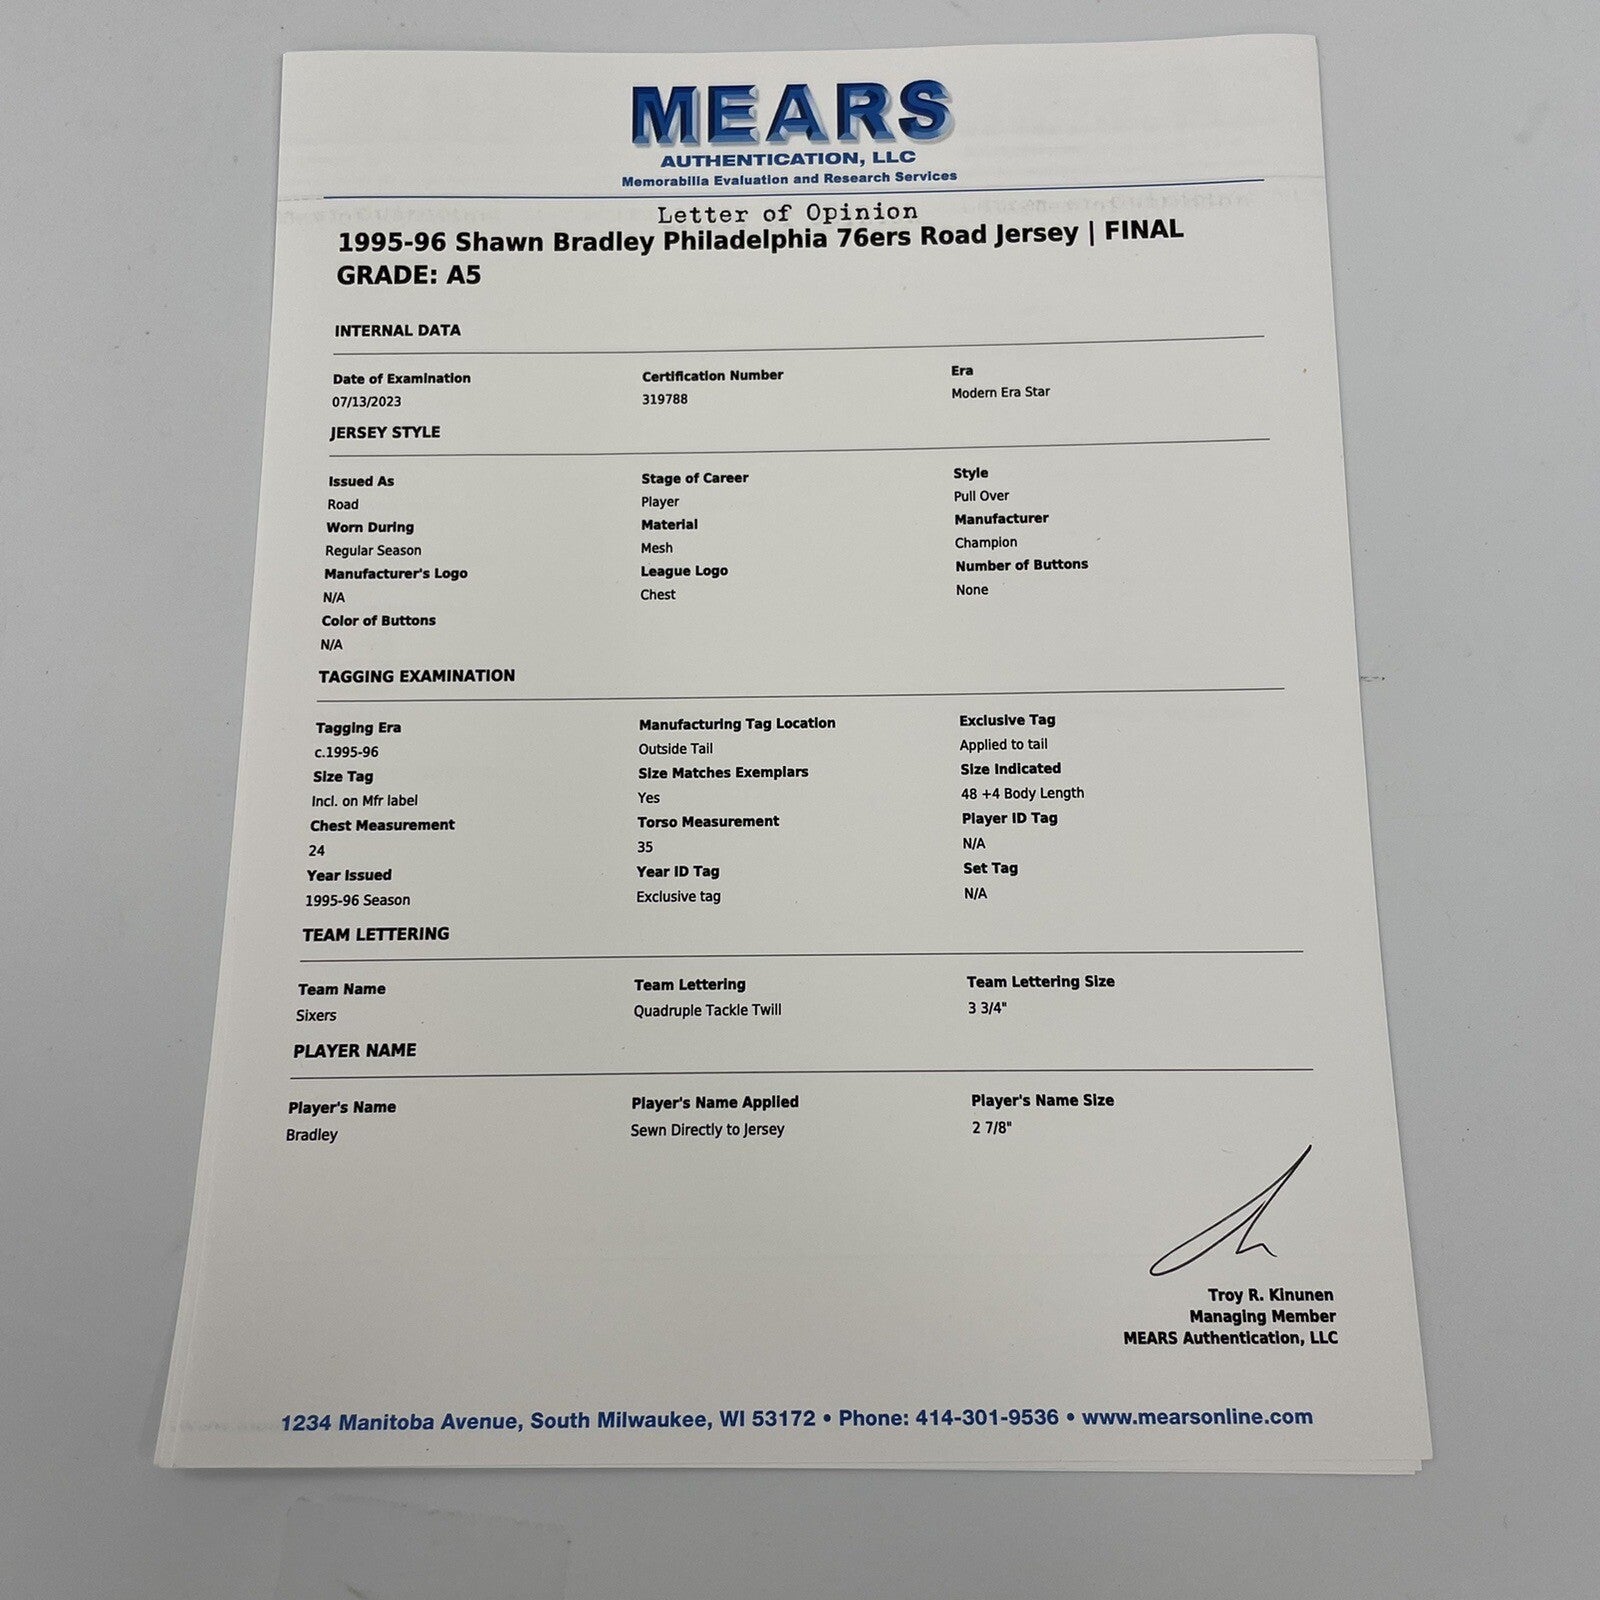 MEARS
AUTHENTICATION, LLC
Memorabilia Evaluation and Research Services
Letter of Opinion
1995-96 Shawn Bradley Philadelphia 76ers Road Jersey | FINAL
GRADE: A5
INTERNAL DATA
Date of Examination Certification Number Era
07/13/2023 319788 Modern Era Star
JERSEY STYLE
Issued As Stage of Career Style
Road Player Pull Over
Worn During Material Manufacturer
Regular Season Mesh Champion
Manufacturer's Logo League Logo Number of Buttons
N/A Chest None
Color of Buttons
N/A
TAGGING EXAMINATION
Tagging Era Manufacturing Tag Location Exclusive Tag
c.1995-96 Outside Tail Applied to tail
Size Tag Size Matches Exemplars Size Indicated
Incl. on Mfr label Yes 48 +4 Body Length
Chest Measurement Torso Measurement Player ID Tag
24 35 N/A
Year Issued Year ID Tag Set Tag
1995-96 Season Exclusive tag N/A
TEAM LETTERING
Team Name Team Lettering Team Lettering Size
Sixers Quadruple Tackle Twill 3 3/4"
PLAYER NAME
Player's Name Player's Name Applied Player's Name Size
Bradley Sewn Directly to Jersey 2 7/8"
Troy R. Kinunen
Managing Member
MEARS Authentication, LLC
1234 Manitoba Avenue, South Milwaukee, WI 53172 • Phone: 414-301-9536 • www.mearsonline.com